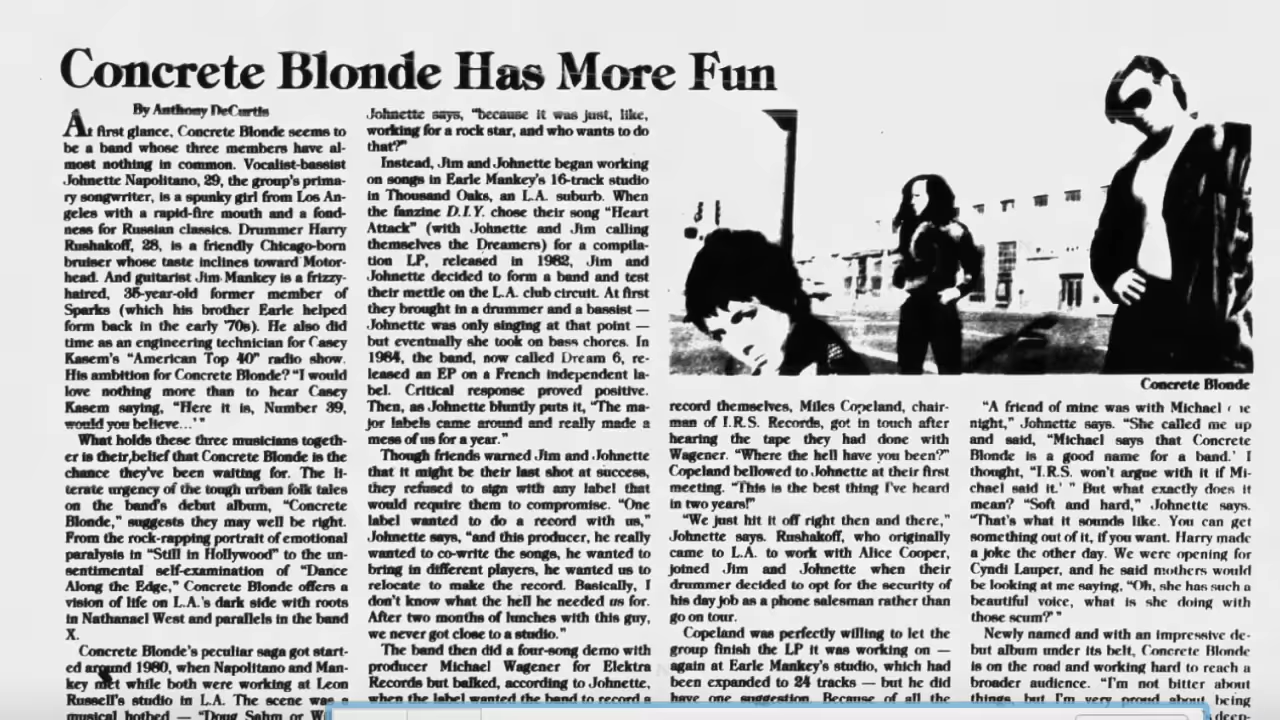 Concrete Blonde Has More Fun
By Anthony DeCurtis
At first glance, Concrete Blonde seems to
be a band whose three members have al-
most nothing in common. Vocalist-bassist
Johnette Napolitano, 29, the group's prima-
ry songwriter, is a spunky girl from Los An-
geles with a rapid-fire mouth and a fond-
ness for Russian classics. Drummer Harry
Rushakoff, 28, is a friendly Chicago-born
bruiser whose taste inclines toward Motor-
head. And guitarist Jim Mankey is a frizzy-
haired, 35-year-old former member of
Sparks (which his brother Earle helped
form back in the early '70s). He also did
time as an engineering technician for Casey
Kasem's "American Top 40" radio show.
His ambition for Concrete Blonde? "I would
love nothing more than to hear Casey
Kasem saying, "Here it is, Number 39,
would you believe...' "
What holds these three musicians togeth-
er is their belief that Concrete Blonde is the
chance they've been waiting for. The li-
terate urgency of the tough urban folk tales
on the band's debut album, "Concrete
Blonde," suggests they may well be right.
From the rock-rapping portrait of emotional
paralysis in "Still in Hollywood" to the un-
sentimental self-examination of "Dance
Along the Edge," Concrete Blonde offers a
vision of life on L.A.'s dark side with roots
in Nathanael West and parallels in the band
X.
Concrete Blonde's peculiar saga got start-
ed around 1980, when Napolitano and Man-
key met while both were working at Leon
Russell's studio in L.A. The scene was a
musical hotbed — "Doug Sahm or
Johnette says, "because it was just, like,
working for a rock star, and who wants to do
that?"
Instead, Jim and Johnette began working
on songs in Earle Mankey's 16-track studio
in Thousand Oaks, an L.A. suburb. When
the fanzine D.I.Y. chose their song "Heart
Attack" (with Johnette and Jim calling
themselves the Dreamers) for a compila-
tion LP, released in 1982, Jim and
Johnette decided to form a band and test
their mettle on the L.A. club circuit. At first
they brought in a drummer and a bassist —
Johnette was only singing at that point —
but eventually she took on bass chores. In
1984, the band, now called Dream 6, re-
leased an EP on a French independent la-
bel. Critical response proved positive.
Then, as Johnette bluntly puts it, "The ma-
jor labels came around and really made a
mess of us for a year."
Though friends warned Jim and Johnette
that it might be their last shot at success,
they refused to sign with any label that
would require them to compromise. "One
label wanted to do a record with us,"
Johnette says, "and this producer, he really
wanted to co-write the songs, he wanted to
bring in different players, he wanted us to
relocate to make the record. Basically, I
don't know what the hell he needed us for.
After two months of lunches with this guy,
we never got close to a studio."
The band then did a four-song demo with
producer Michael Wagener for Elektra
Records but balked, according to Johnette,
when the label wanted the band to record a
Concrete Blonde
record themselves, Miles Copeland, chair-
man of I.R.S. Records, got in touch after
hearing the tape they had done with
Wagener. "Where the hell have you been?"
Copeland bellowed to Johnette at their first
meeting. "This is the best thing I've heard
in two years!"
"We just hit it off right then and there,"
Johnette says. Rushakoff, who originally
came to L.A. to work with Alice Cooper,
joined Jim and Johnette when their
drummer decided to opt for the security of
his day job as a phone salesman rather than
go on tour.
Copeland was perfectly willing to let the
group finish the LP it was working on —
again at Earle Mankey's studio, which had
been expanded to 24 tracks — but he did
have one suggestion. Because of all the
"A friend of mine was with Michael
night," Johnette says. "She called me up
and said, "Michael says that Concrete
Blonde is a good name for a band.' I
thought, "I.R.S. won't argue with it if Mi-
chael said it.' " But what exactly does it
mean? "Soft and hard," Johnette says.
"That's what it sounds like. You can get
something out of it, if you want. Harry made
a joke the other day. We were opening for
Cyndi Lauper, and he said mothers would
be looking at me saying, "Oh, she has such a
beautiful voice, what is she doing with
those scum?' "
Newly named and with an impressive de-
but album under its belt, Concrete Blonde
is on the road and working hard to reach a
broader audience. "I'm not bitter about
things, but I'm very proud about being
deep-